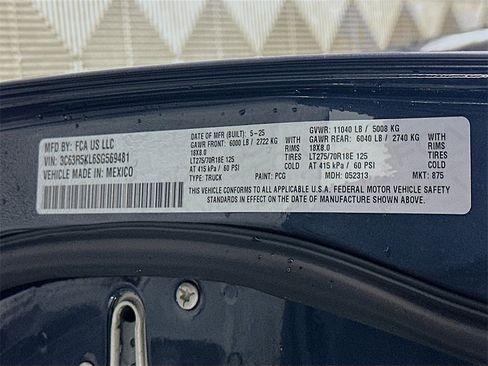 MFD BY: FCA US LLC
VIN: 3C63R5KL6SG569481
VEHICLE MADE IN: MEXICO
DATE OF MFR (BUILT): 5-25
GAWR FRONT: 6000 LB / 2722 KG WITH
18X8.0 RIMS
LT275/70R18E 125 TIRES
AT 415 kPa / 60 PSI COLD
TYPE: TRUCK PAINT: PCG
GVWR: 11040 LB / 5008 KG
GAWR REAR: 6040 LB / 2740 KG WITH
18X8.0 RIMS
LT275/70R18E 125 TIRES
AT 415 kPa / 60 PSI COLD
MDH: 052313 MKT: 875
THIS VEHICLE CONFORMS TO ALL APPLICABLE U.S.A. FEDERAL MOTOR VEHICLE SAFETY
STANDARDS IN EFFECT ON THE DATE OF MANUFACTURE SHOWN ABOVE.